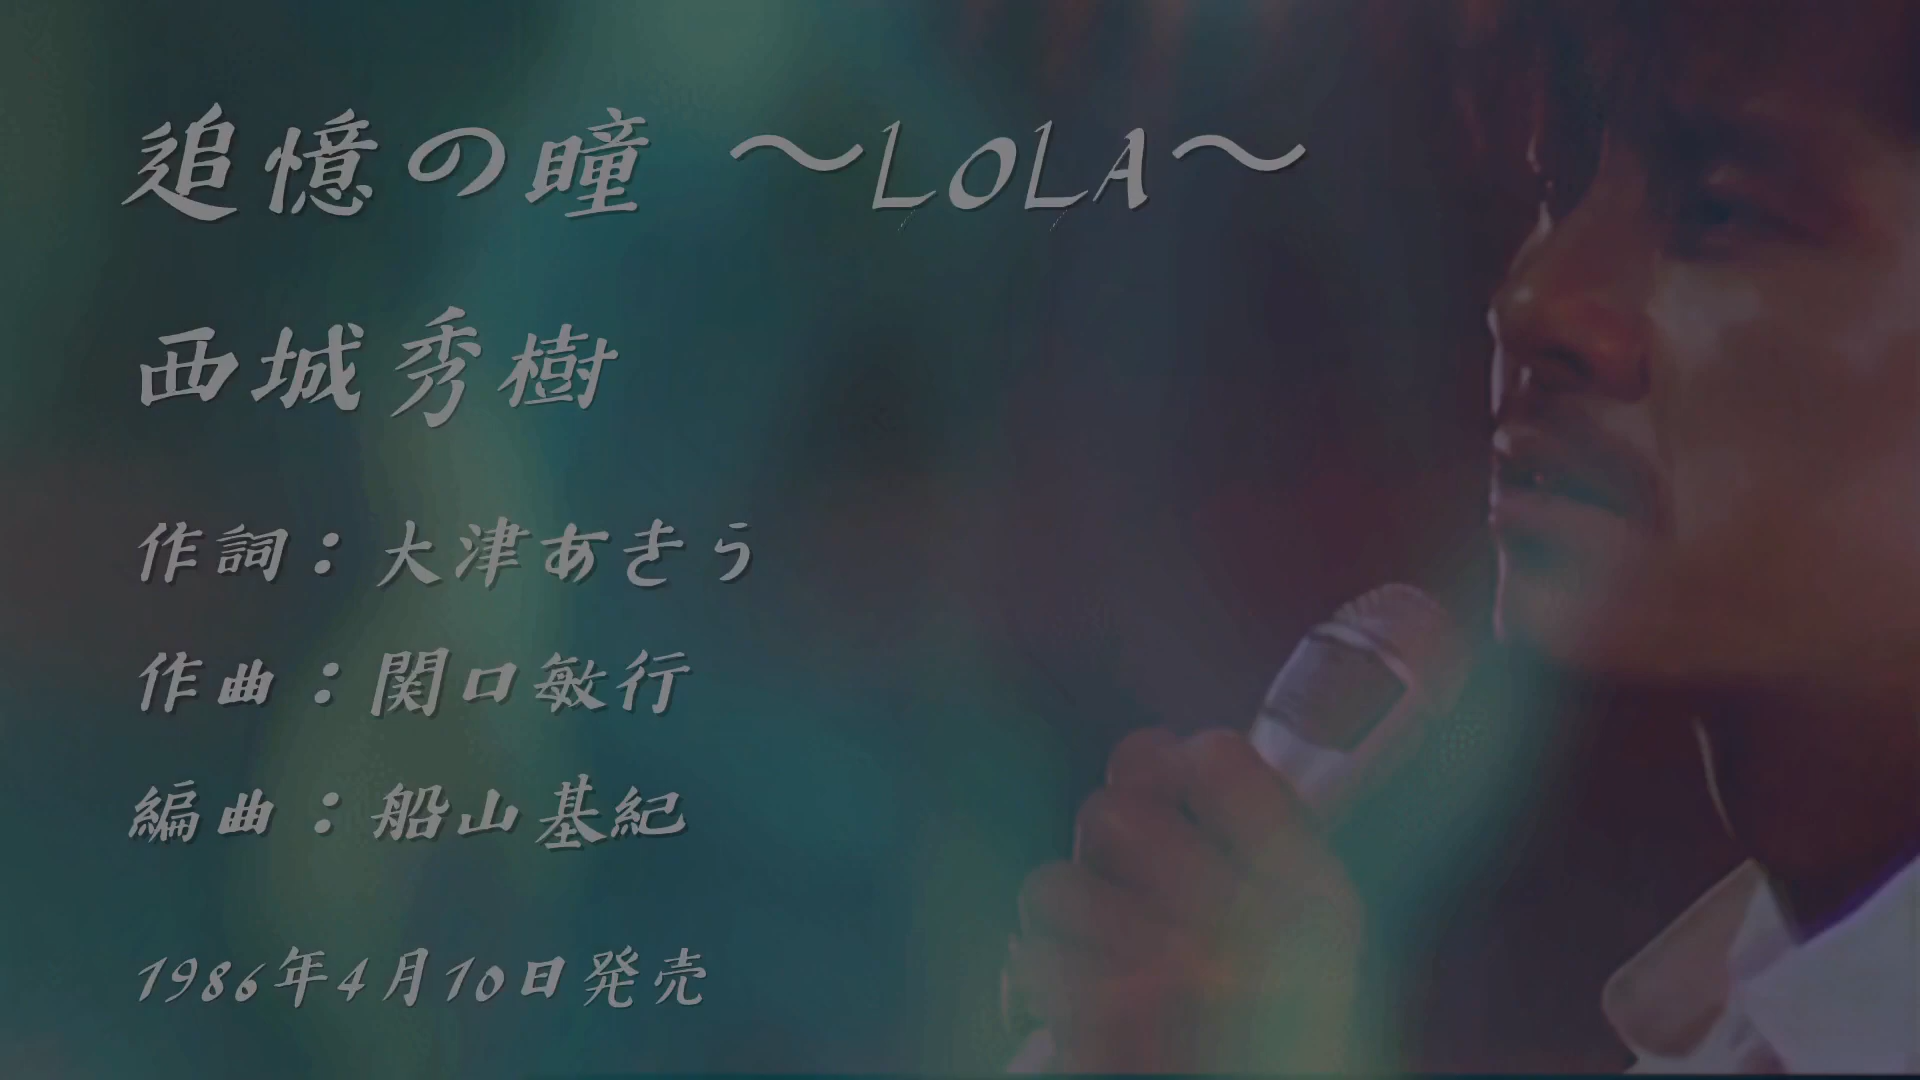 追憶の瞳 〜LOLA〜
西城秀樹
作詞：大津あきう
作曲：関口敏行
編曲：船山基紀
1986年4月10日発売